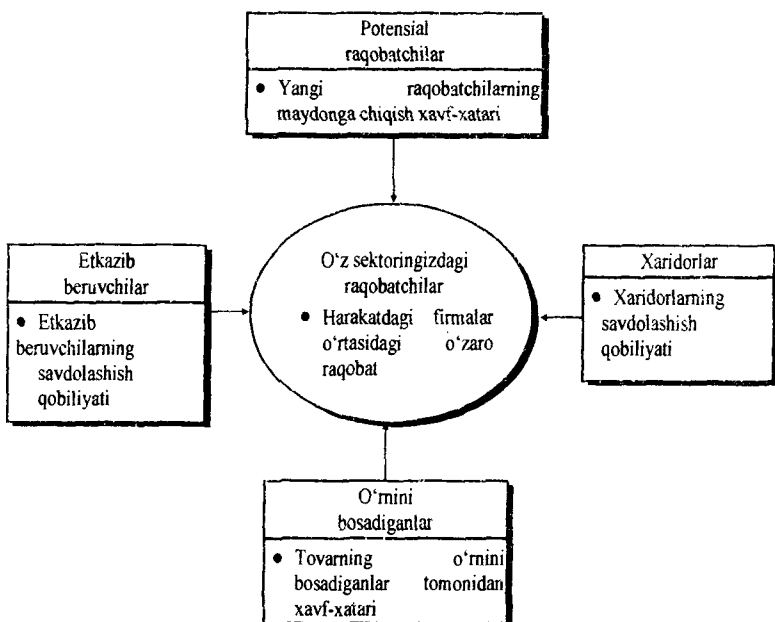 Potensial
raqobatchilar
● Yangi raqobatchilarning
maydonga chiqish xavf-xatari
Etkazib
beruvchilar
● Etkazib
beruvchilarning
savdolashish
qobiliyati
O‘z sektoringizdagi
raqobatchilar
● Harakatdagi firmalar
o‘rtasidagi o‘zaro
raqobat
Xaridorlar
● Xaridorlarning
savdolashish
qobiliyati
O‘rnini
bosadiganlar
● Tovarning o‘rnini
bosadiganlar tomonidan
xavf-xatari